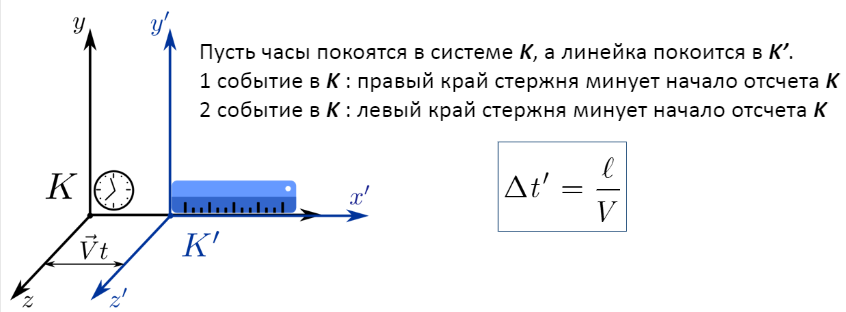 y
y′
Пусть часы покоятся в системе K, а линейка покоится в K′.
1 событие в K : правый край стержня минует начало отсчета K
2 событие в K : левый край стержня минует начало отсчета K
Δt′ = ℓ / V
K
x′
K′
V⃗t
z
z′